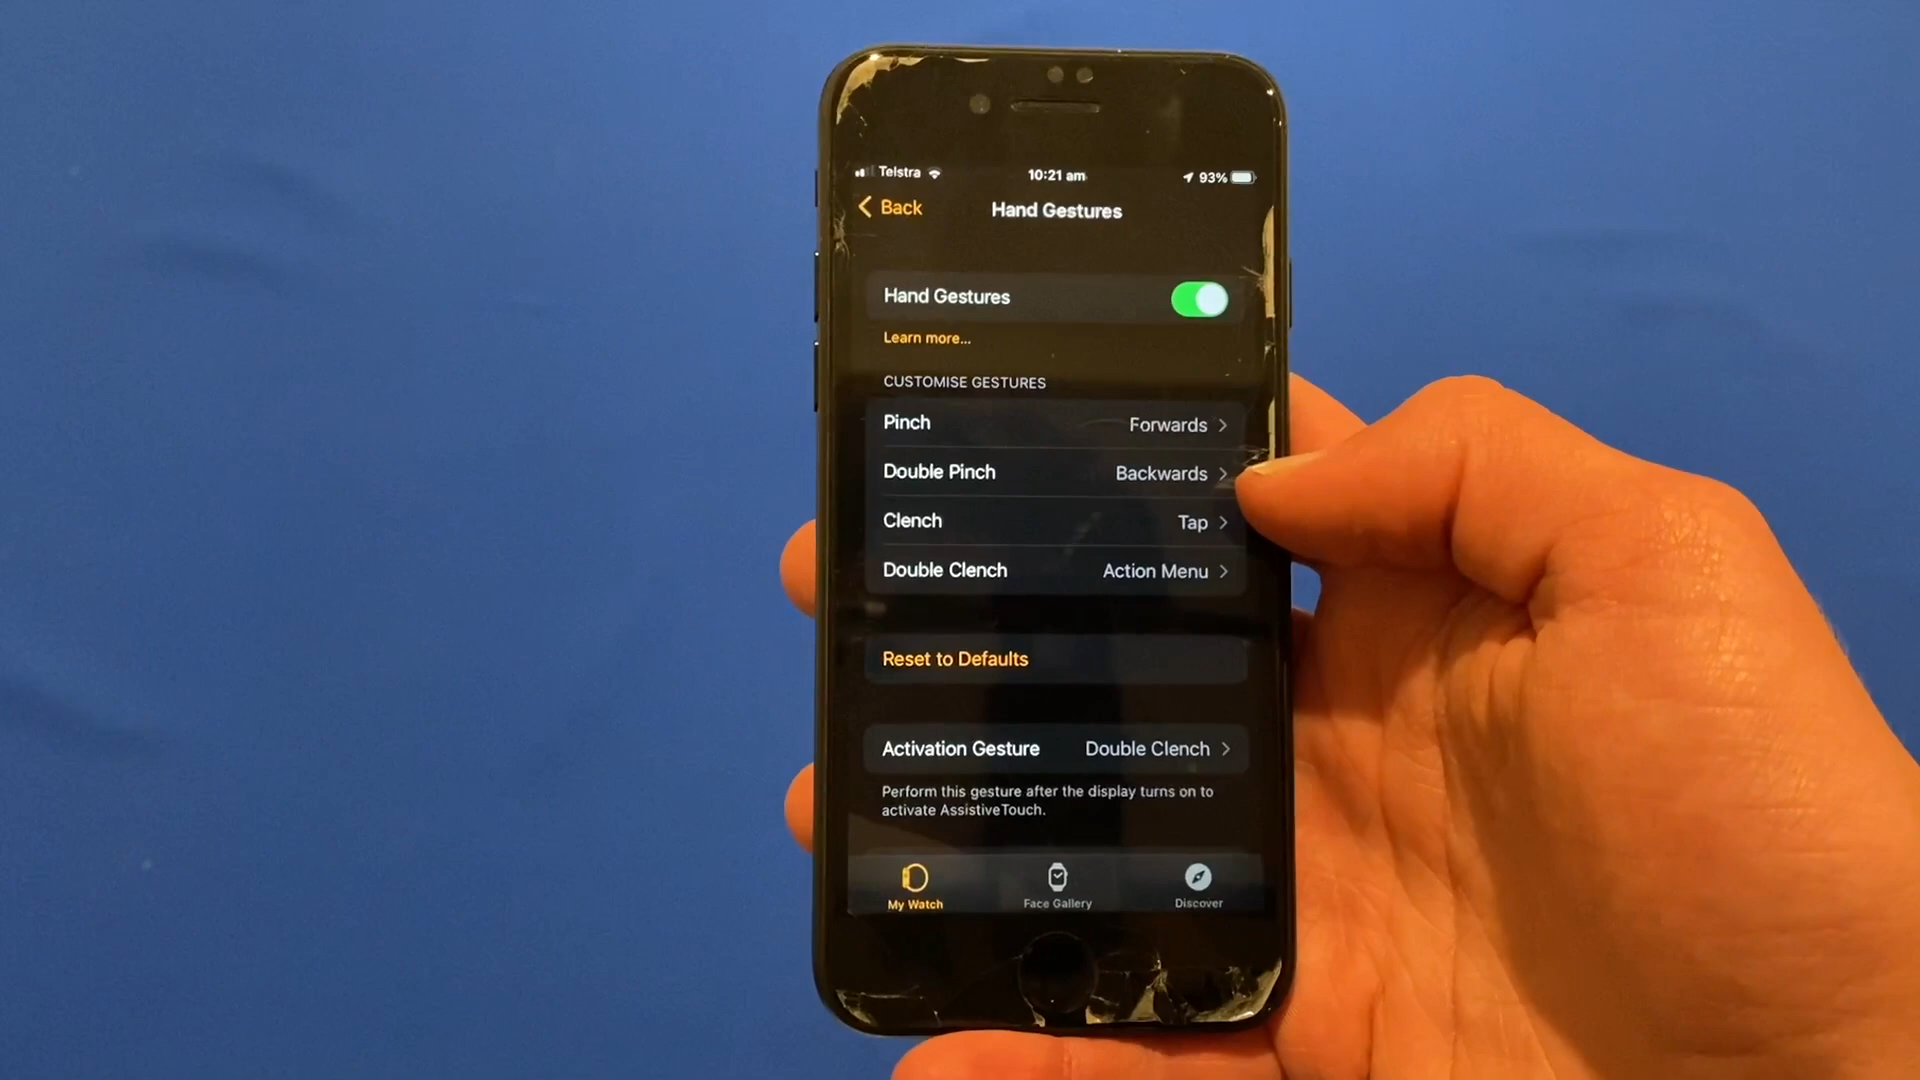 Telstra 10:21 am 93%
Back Hand Gestures
Hand Gestures
Learn more...
CUSTOMISE GESTURES
Pinch Forwards
Double Pinch Backwards
Clench Tap
Double Clench Action Menu
Reset to Defaults
Activation Gesture Double Clench
Perform this gesture after the display turns on to
activate AssistiveTouch.
My Watch Face Gallery Discover